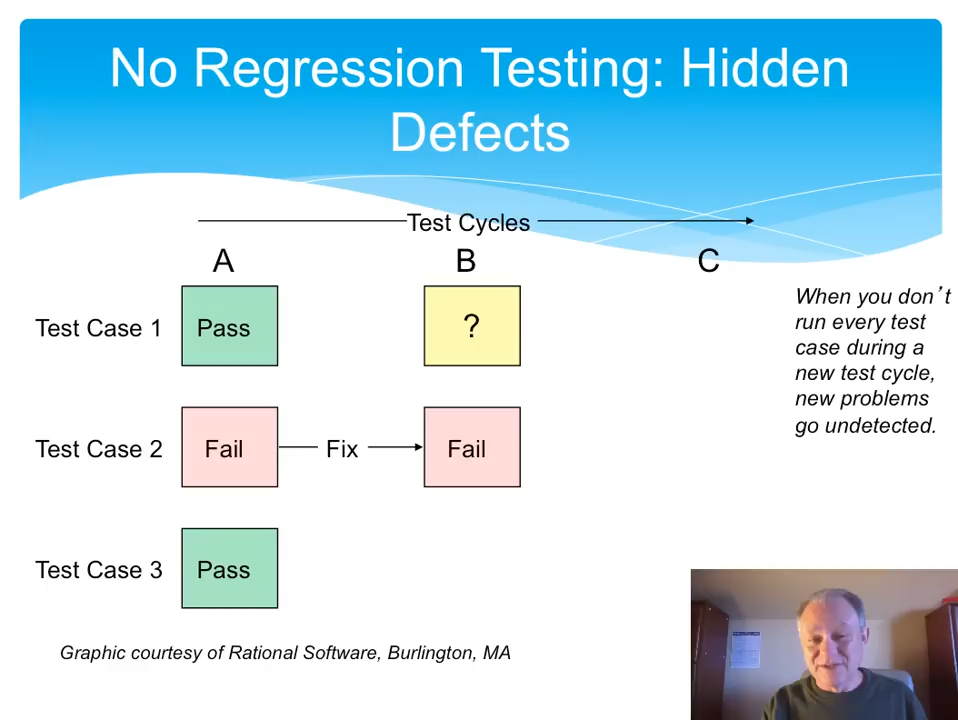 No Regression Testing: Hidden
Defects
Test Cycles
A
B
C
Test Case 1
Pass
?
When you don’t
run every test
case during a
new test cycle,
new problems
go undetected.
Test Case 2
Fail
Fix
Fail
Test Case 3
Pass
Graphic courtesy of Rational Software, Burlington, MA